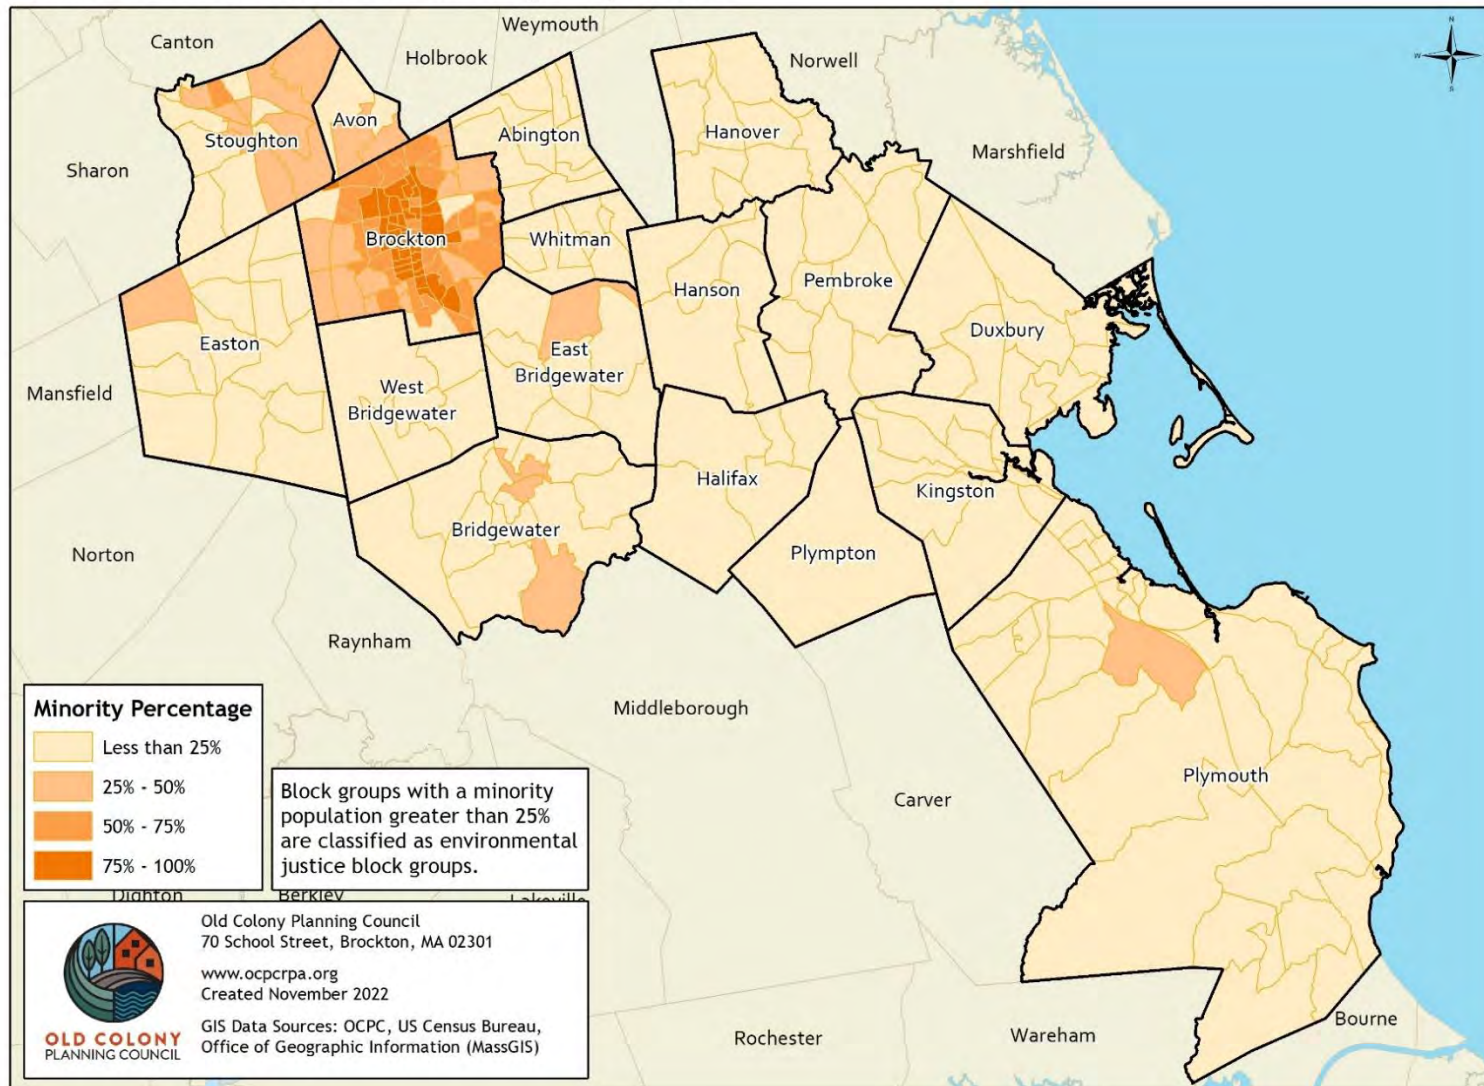 Weymouth
Canton
Holbrook
Norwell
N
W
S
Avon
Stoughton
Abington
Hanover
Marshfield
Sharon
Brockton
Whitman
Hanson
Pembroke
Duxbury
Easton
East
Bridgewater
Mansfield
West
Bridgewater
Halifax
Kingston
Bridgewater
Norton
Plympton
Raynham
Middleborough
Plymouth
Carver
Minority Percentage
Less than 25%
25% - 50%
50% - 75%
75% - 100%
Block groups with a minority
population greater than 25%
are classified as environmental
justice block groups.
Dighton
Berkley
Lakeville
Old Colony Planning Council
70 School Street, Brockton, MA 02301
www.ocpcrpa.org
Created November 2022
GIS Data Sources: OCPC, US Census Bureau,
Office of Geographic Information (MassGIS)
OLD COLONY
PLANNING COUNCIL
Rochester
Wareham
Bourne